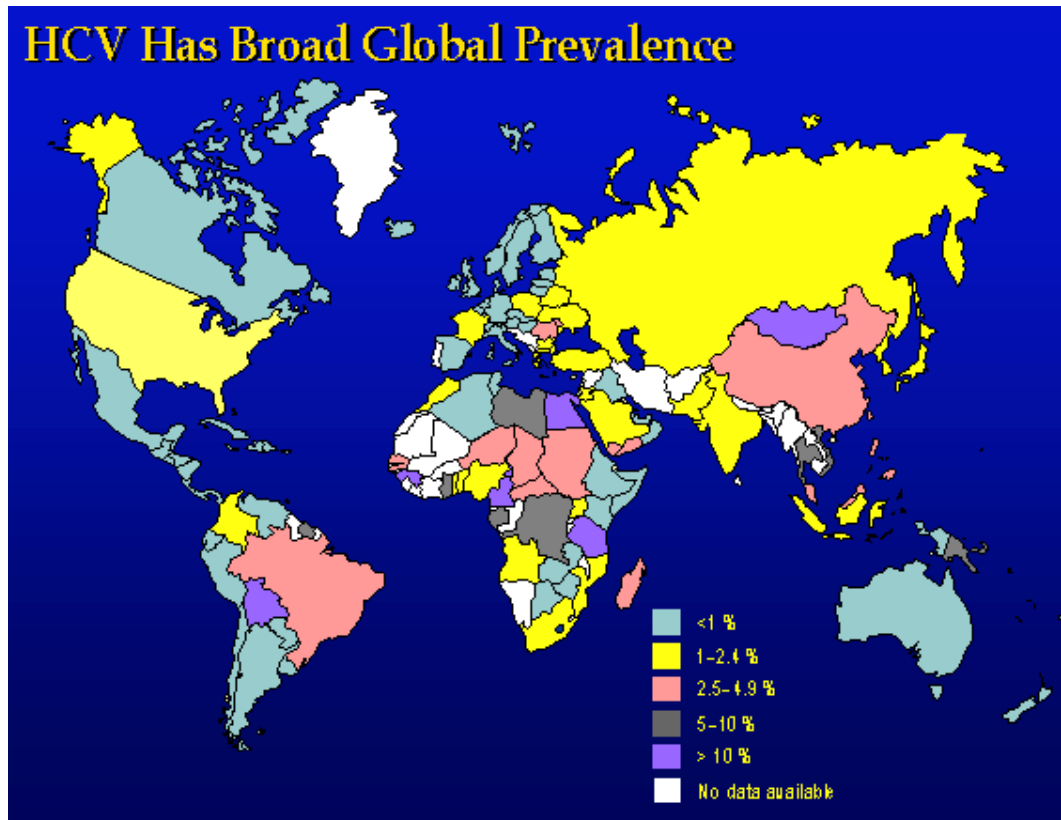 HCV Has Broad Global Prevalence
<1 %
1-2.4 %
2.5-4.9 %
5-10 %
> 10 %
No data available